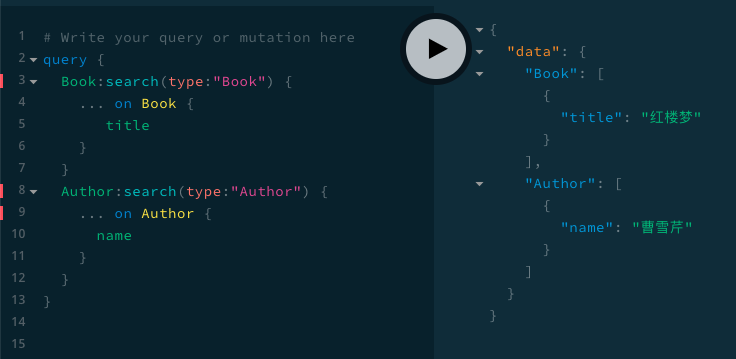 1 # Write your query or mutation here
2 query {
3 Book:search(type:"Book") {
4 ... on Book {
5 title
6 }
7 }
8 Author:search(type:"Author") {
9 ... on Author {
10 name
11 }
12 }
13 }
14
15
{
"data": {
"Book": [
{
"title": "红楼梦"
}
],
"Author": [
{
"name": "曹雪芹"
}
]
}
}